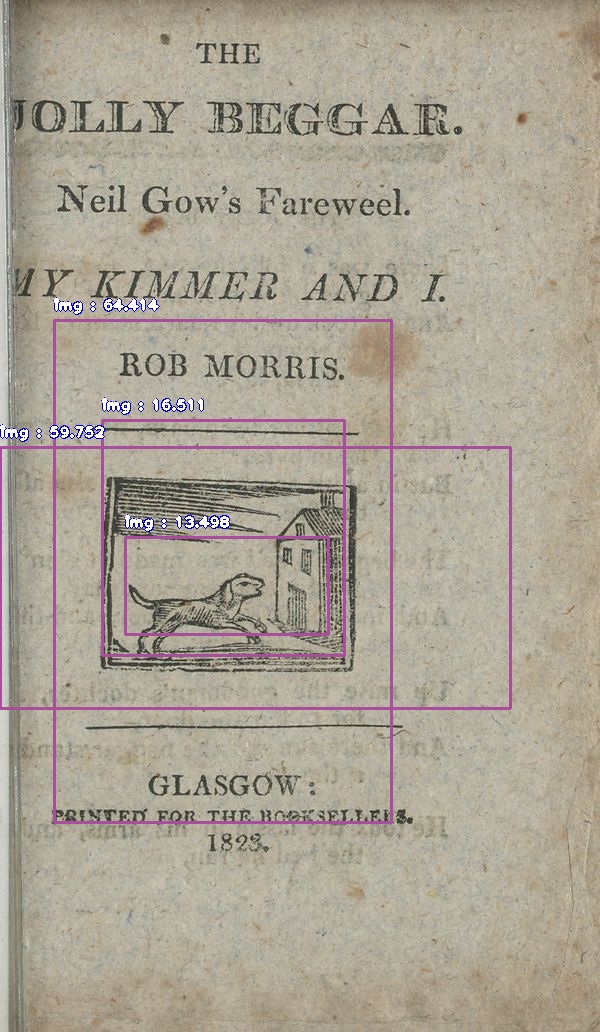 THE
JOLLY BEGGAR.
Neil Gow's Fareweel.
MY KIMMER AND I.
img : 64.414
ROB MORRIS.
img : 16.511
img : 59.752
img : 13.498
GLASGOW:
PRINTED FOR THE BOOKSELLERS.
1823.